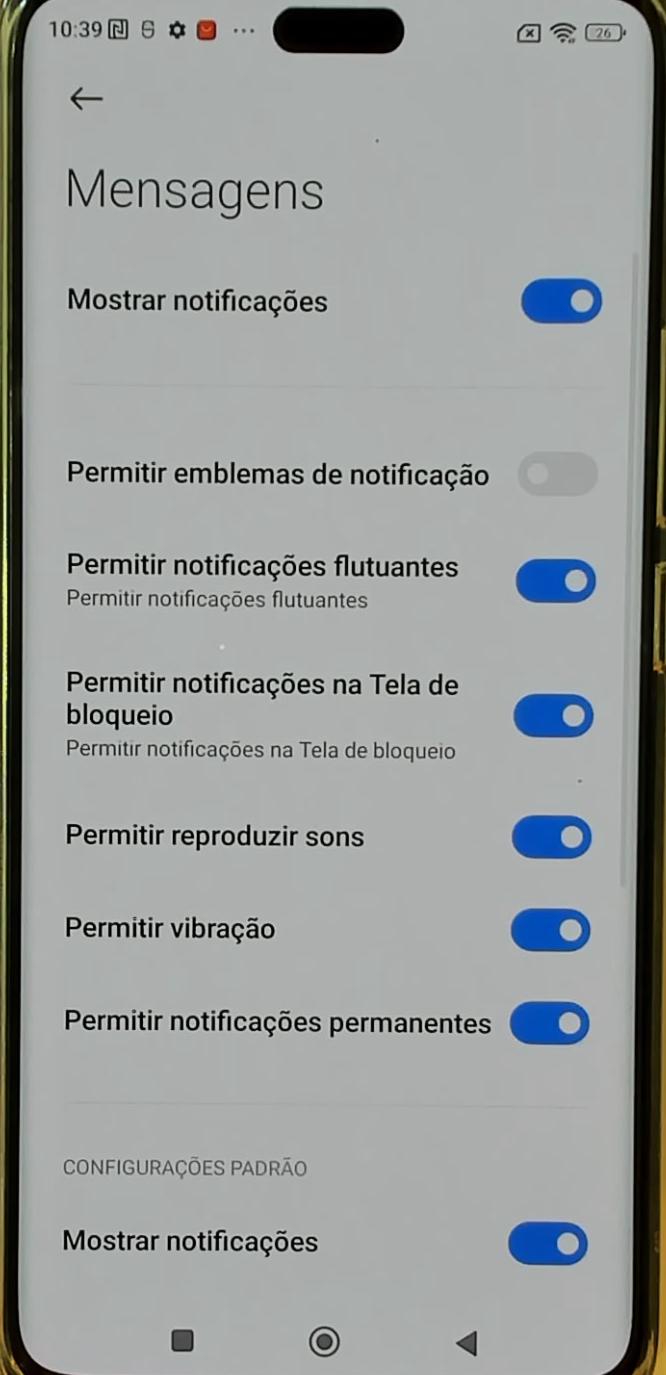 10:39
26
Mensagens
Mostrar notificações
Permitir emblemas de notificação
Permitir notificações flutuantes
Permitir notificações flutuantes
Permitir notificações na Tela de
bloqueio
Permitir notificações na Tela de bloqueio
Permitir reproduzir sons
Permitir vibração
Permitir notificações permanentes
CONFIGURAÇÕES PADRÃO
Mostrar notificações